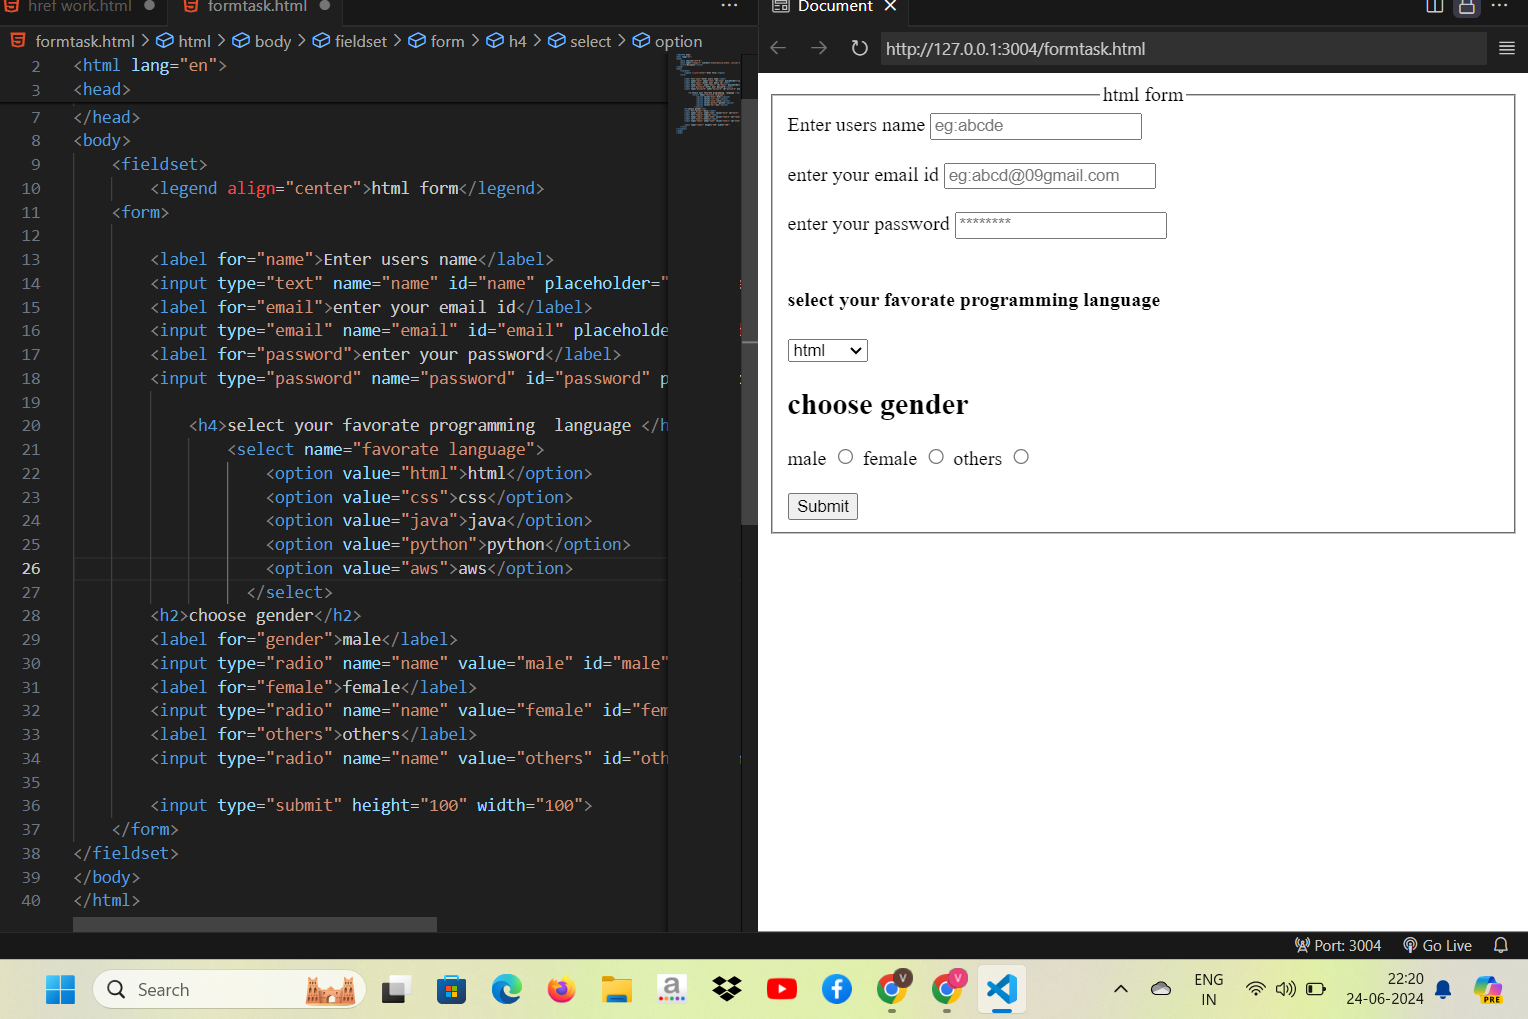 href work.html
formtask.html
formtask.html > html > body > fieldset > form > h4 > select > option
2 <html lang="en">
3 <head>
7 </head>
8 <body>
9 <fieldset>
10 <legend align="center">html form</legend>
11 <form>
12
13 <label for="name">Enter users name</label>
14 <input type="text" name="name" id="name" placeholder="
15 <label for="email">enter your email id</label>
16 <input type="email" name="email" id="email" placeholde
17 <label for="password">enter your password</label>
18 <input type="password" name="password" id="password" p
19
20 <h4>select your favorate programming  language </h
21 <select name="favorate language">
22 <option value="html">html</option>
23 <option value="css">css</option>
24 <option value="java">java</option>
25 <option value="python">python</option>
26 <option value="aws">aws</option>
27 </select>
28 <h2>choose gender</h2>
29 <label for="gender">male</label>
30 <input type="radio" name="name" value="male" id="male"
31 <label for="female">female</label>
32 <input type="radio" name="name" value="female" id="fem
33 <label for="others">others</label>
34 <input type="radio" name="name" value="others" id="oth
35
36 <input type="submit" height="100" width="100">
37 </form>
38 </fieldset>
39 </body>
40 </html>
Document
http://127.0.0.1:3004/formtask.html
html form
Enter users name eg:abcde
enter your email id eg:abcd@09gmail.com
enter your password ********
select your favorate programming language
html
choose gender
male female others
Submit
Port: 3004 Go Live
Search
a
V
V
ENG
IN
22:20
24-06-2024
PRE